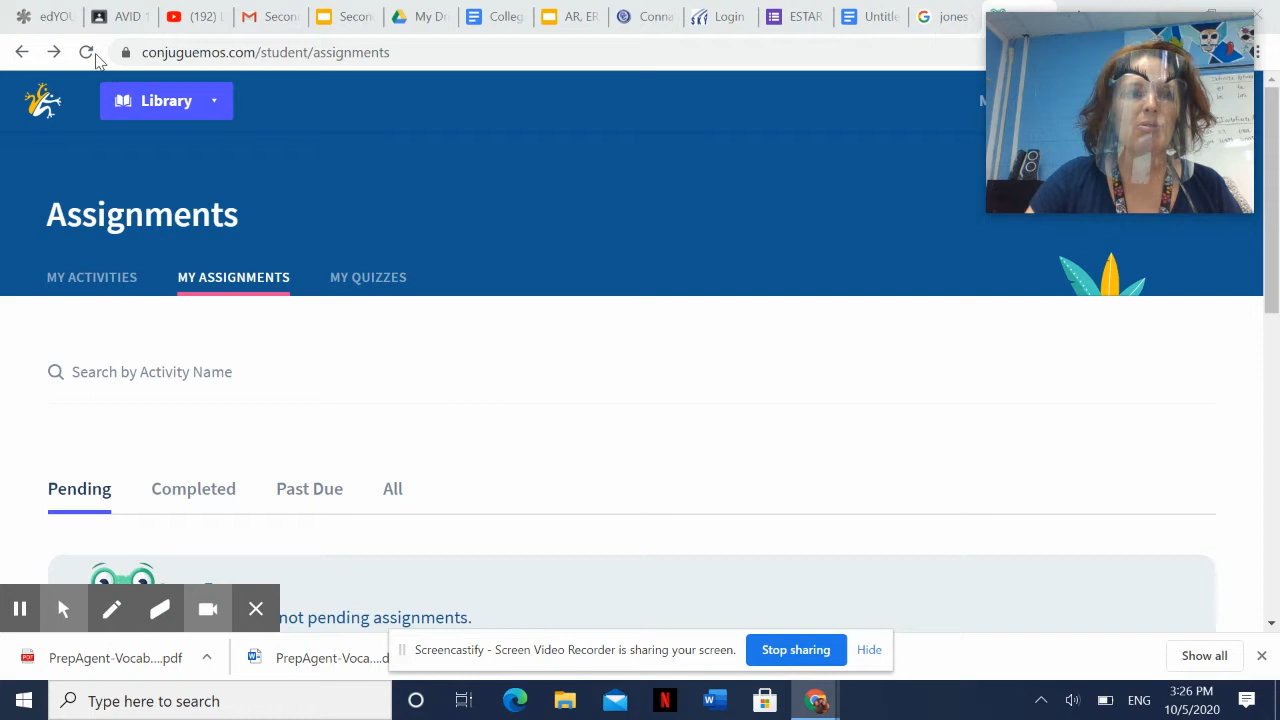 edYOU
AVID
(192)
Secon
Secon
My Dr
Colleg
AP ER
Conna
Login
ESTAR
Untitle
jones v
conjuguemos.com/student/assignments
Library
M
Assignments
MY ACTIVITIES
MY ASSIGNMENTS
MY QUIZZES
Search by Activity Name
Pending
Completed
Past Due
All
not pending assignments.
Screencastify - Screen Video Recorder is sharing your screen.
Stop sharing
Hide
PrepAgent-Vocab....pdf
PrepAgent-Voca....d
Show all
Type here to search
ENG
3:26 PM
10/5/2020